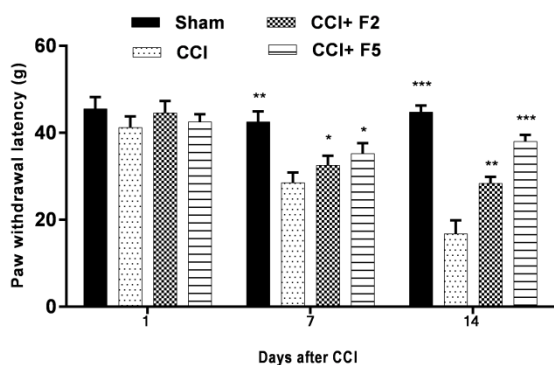 Sham
CCI+ F2
CCI
CCI+ F5
Paw withdrawal latency (g)
60
40
20
0
**
*
*
***
**
***
1
7
14
Days after CCI